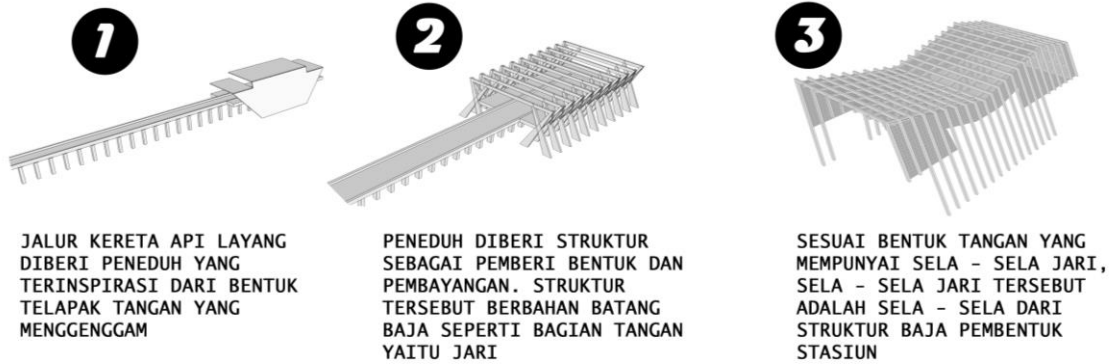 1
JALUR KERETA API LAYANG
DIBERI PENEDUH YANG
TERINSPIRASI DARI BENTUK
TELAPAK TANGAN YANG
MENGGENGGAM
2
PENEDUH DIBERI STRUKTUR
SEBAGAI PEMBERI BENTUK DAN
PEMBAYANGAN. STRUKTUR
TERSEBUT BERBAHAN BATANG
BAJA SEPERTI BAGIAN TANGAN
YAITU JARI
3
SESUAI BENTUK TANGAN YANG
MEMPUNYAI SELA - SELA JARI,
SELA - SELA JARI TERSEBUT
ADALAH SELA - SELA DARI
STRUKTUR BAJA PEMBENTUK
STASIUN